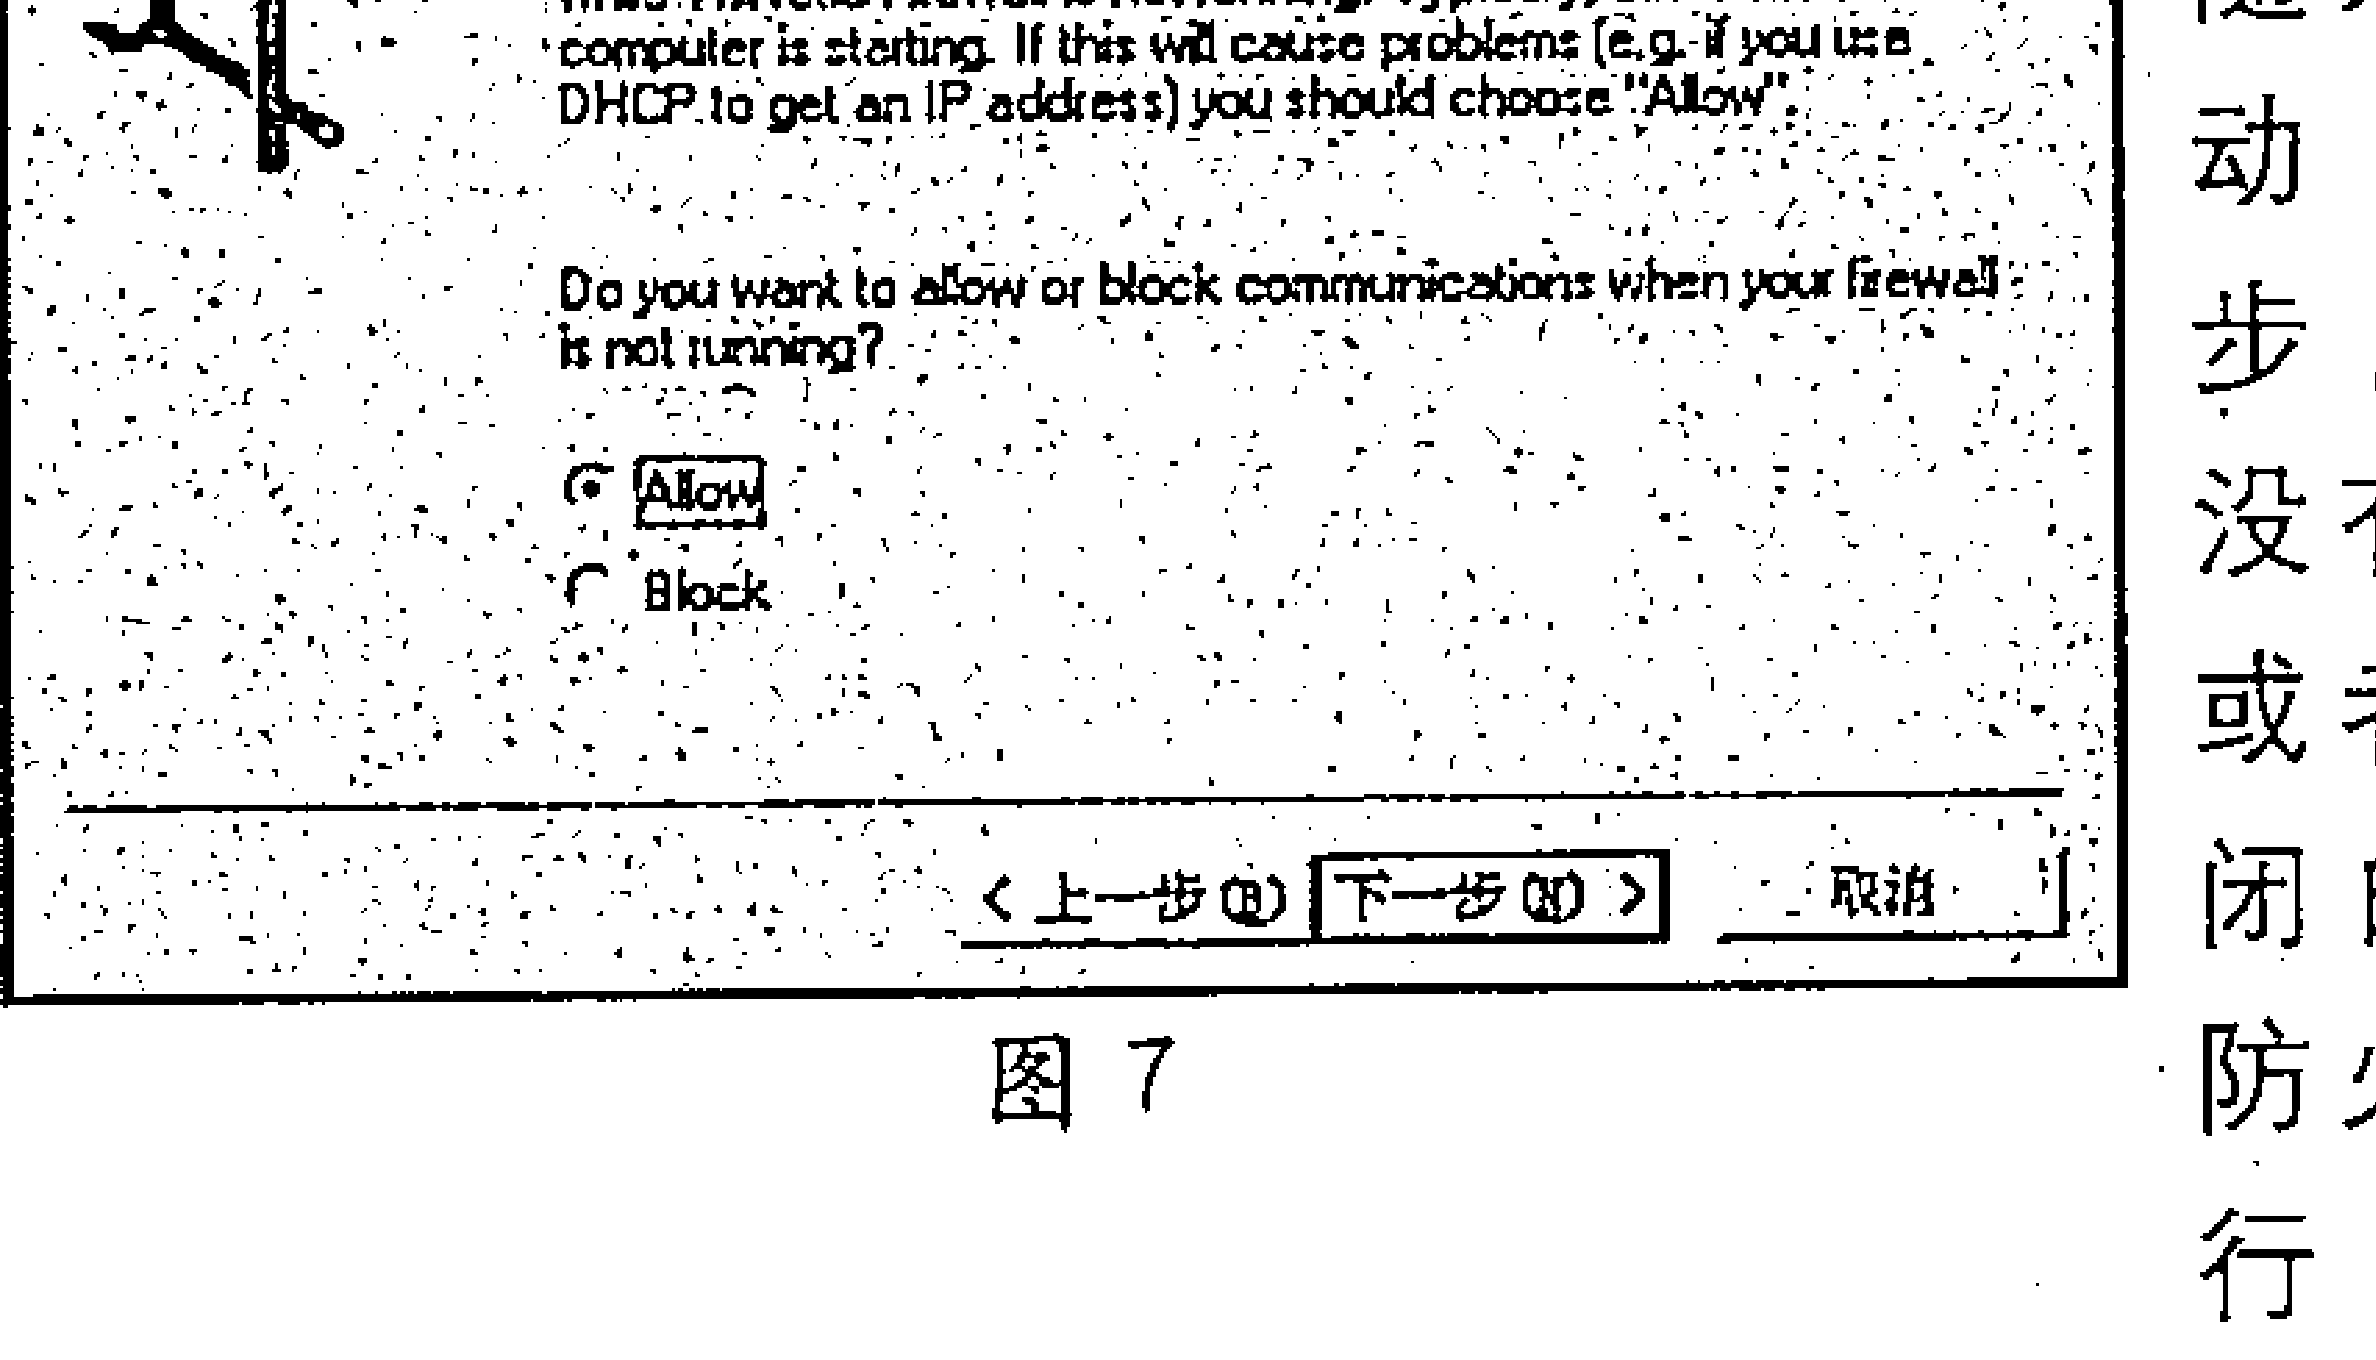 computer is starting. If this will cause problems (e.g. if you use
DHCP to get an IP address) you should choose "Allow".
Do you want to allow or block communications when your firewall
is not running?
Allow
Block
< 上一步(B) 下一步(N) > 取消
图 7
动
步
没
或
闭
防
行